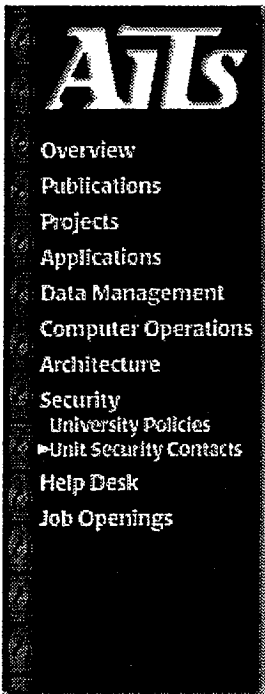 AITS
Overview
Publications
Projects
Applications
Data Management
Computer Operations
Architecture
Security
University Policies
►Unit Security Contacts
Help Desk
Job Openings